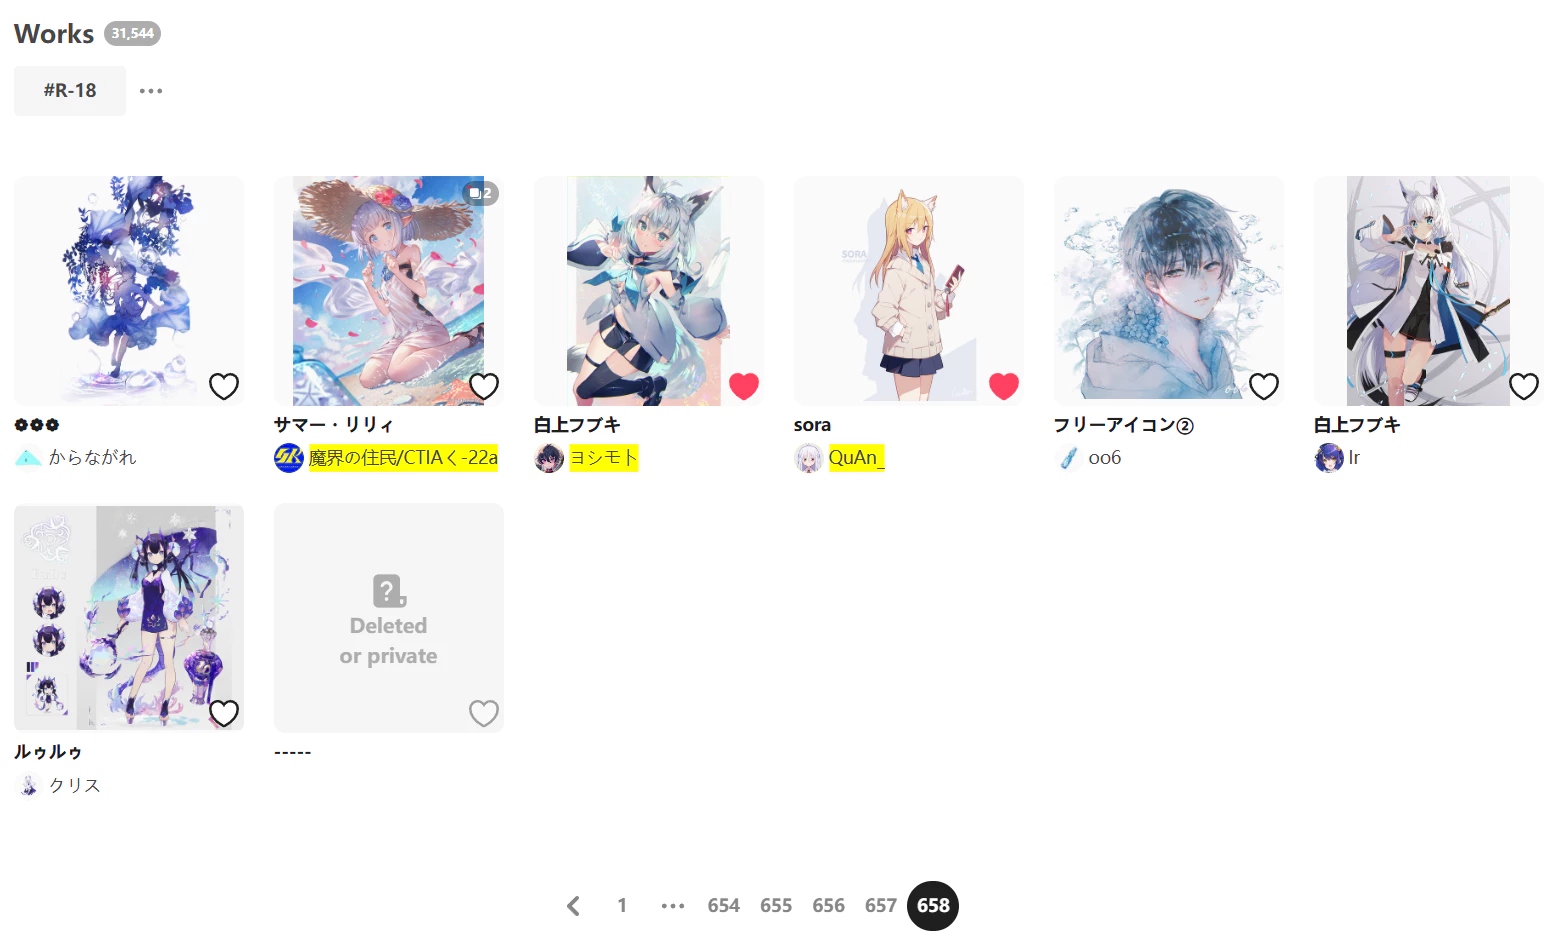 Works 31,544
#R-18 •••
2
SORA
❁❁❁
からながれ
サマー・リリィ
魔界の住民/CTIAく-22a
白上フブキ
ヨシモト
sora
QuAn_
フリーアイコン②
oo6
白上フブキ
lr
?
Deleted
or private
ルゥルゥ
クリス
-----
1 ••• 654 655 656 657 658